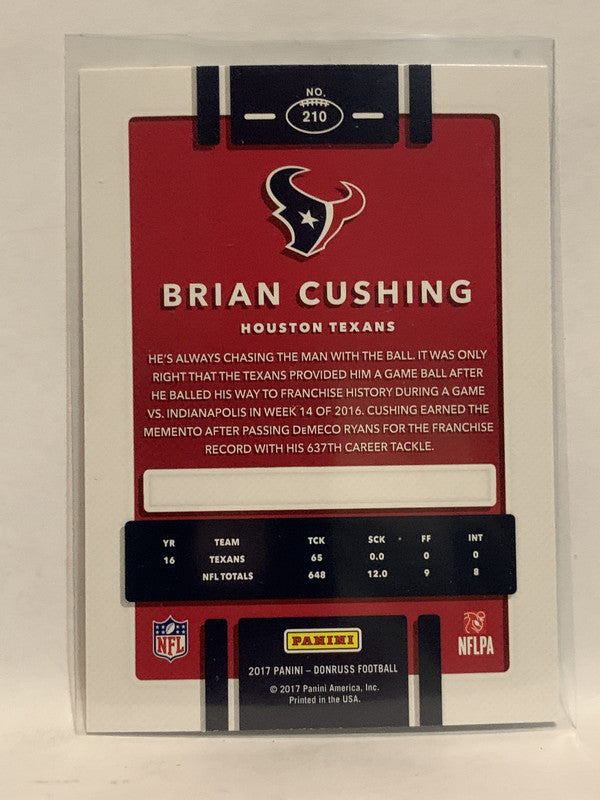 NO.
210
BRIAN CUSHING
HOUSTON TEXANS
HE'S ALWAYS CHASING THE MAN WITH THE BALL. IT WAS ONLY
RIGHT THAT THE TEXANS PROVIDED HIM A GAME BALL AFTER
HE BALLED HIS WAY TO FRANCHISE HISTORY DURING A GAME
VS. INDIANAPOLIS IN WEEK 14 OF 2016. CUSHING EARNED THE
MEMENTO AFTER PASSING DeMECO RYANS FOR THE FRANCHISE
RECORD WITH HIS 637TH CAREER TACKLE.
YR TEAM TCK SCK FF INT
16 TEXANS 65 0.0 0 0
NFL TOTALS 648 12.0 9 8
NFL PANINI NFLPA
2017 PANINI – DONRUSS FOOTBALL
© 2017 Panini America, Inc.
Printed in the USA.